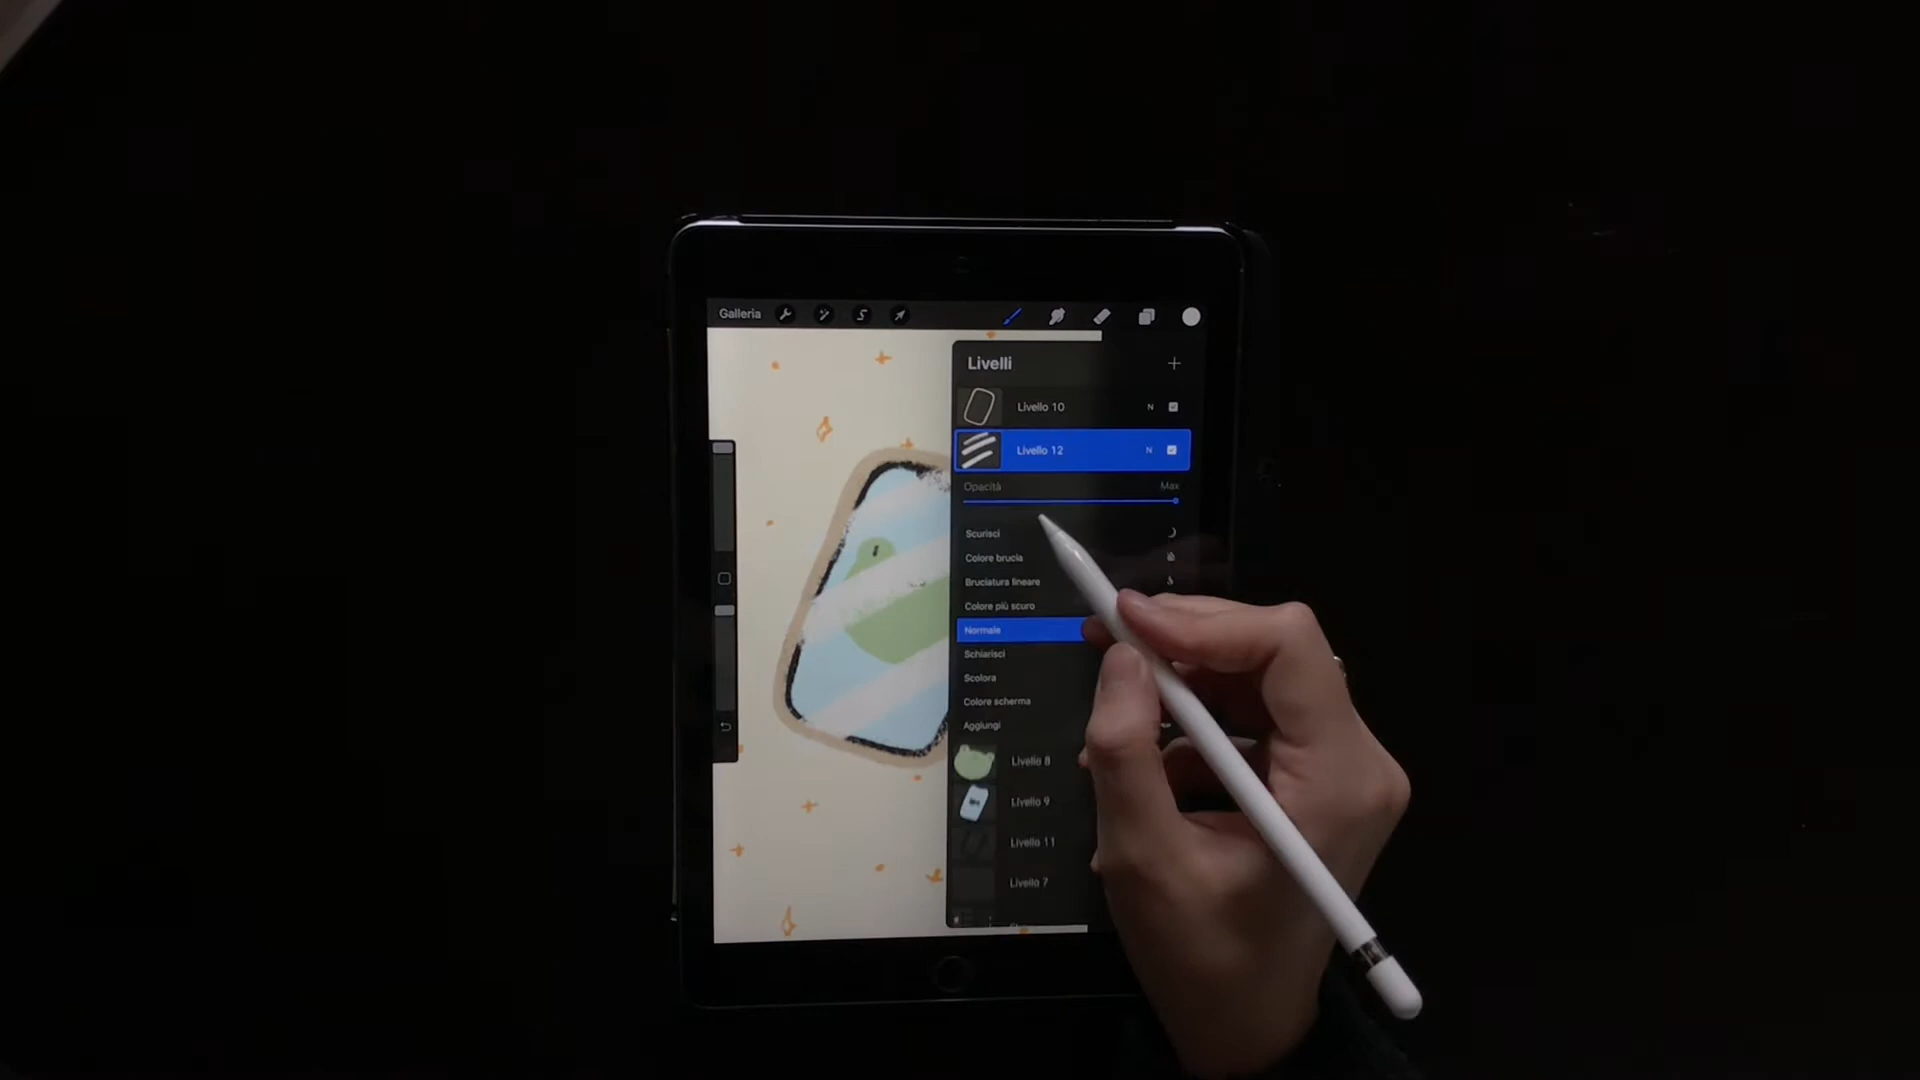 Galleria
Livelli
Livello 10 N
Livello 12 N
Opacità Max
Scurisci
Colore brucia
Bruciatura lineare
Colore più scuro
Normale
Schiarisci
Scolora
Colore scherma
Aggiungi
Livello 8
Livello 9
Livello 11
Livello 7